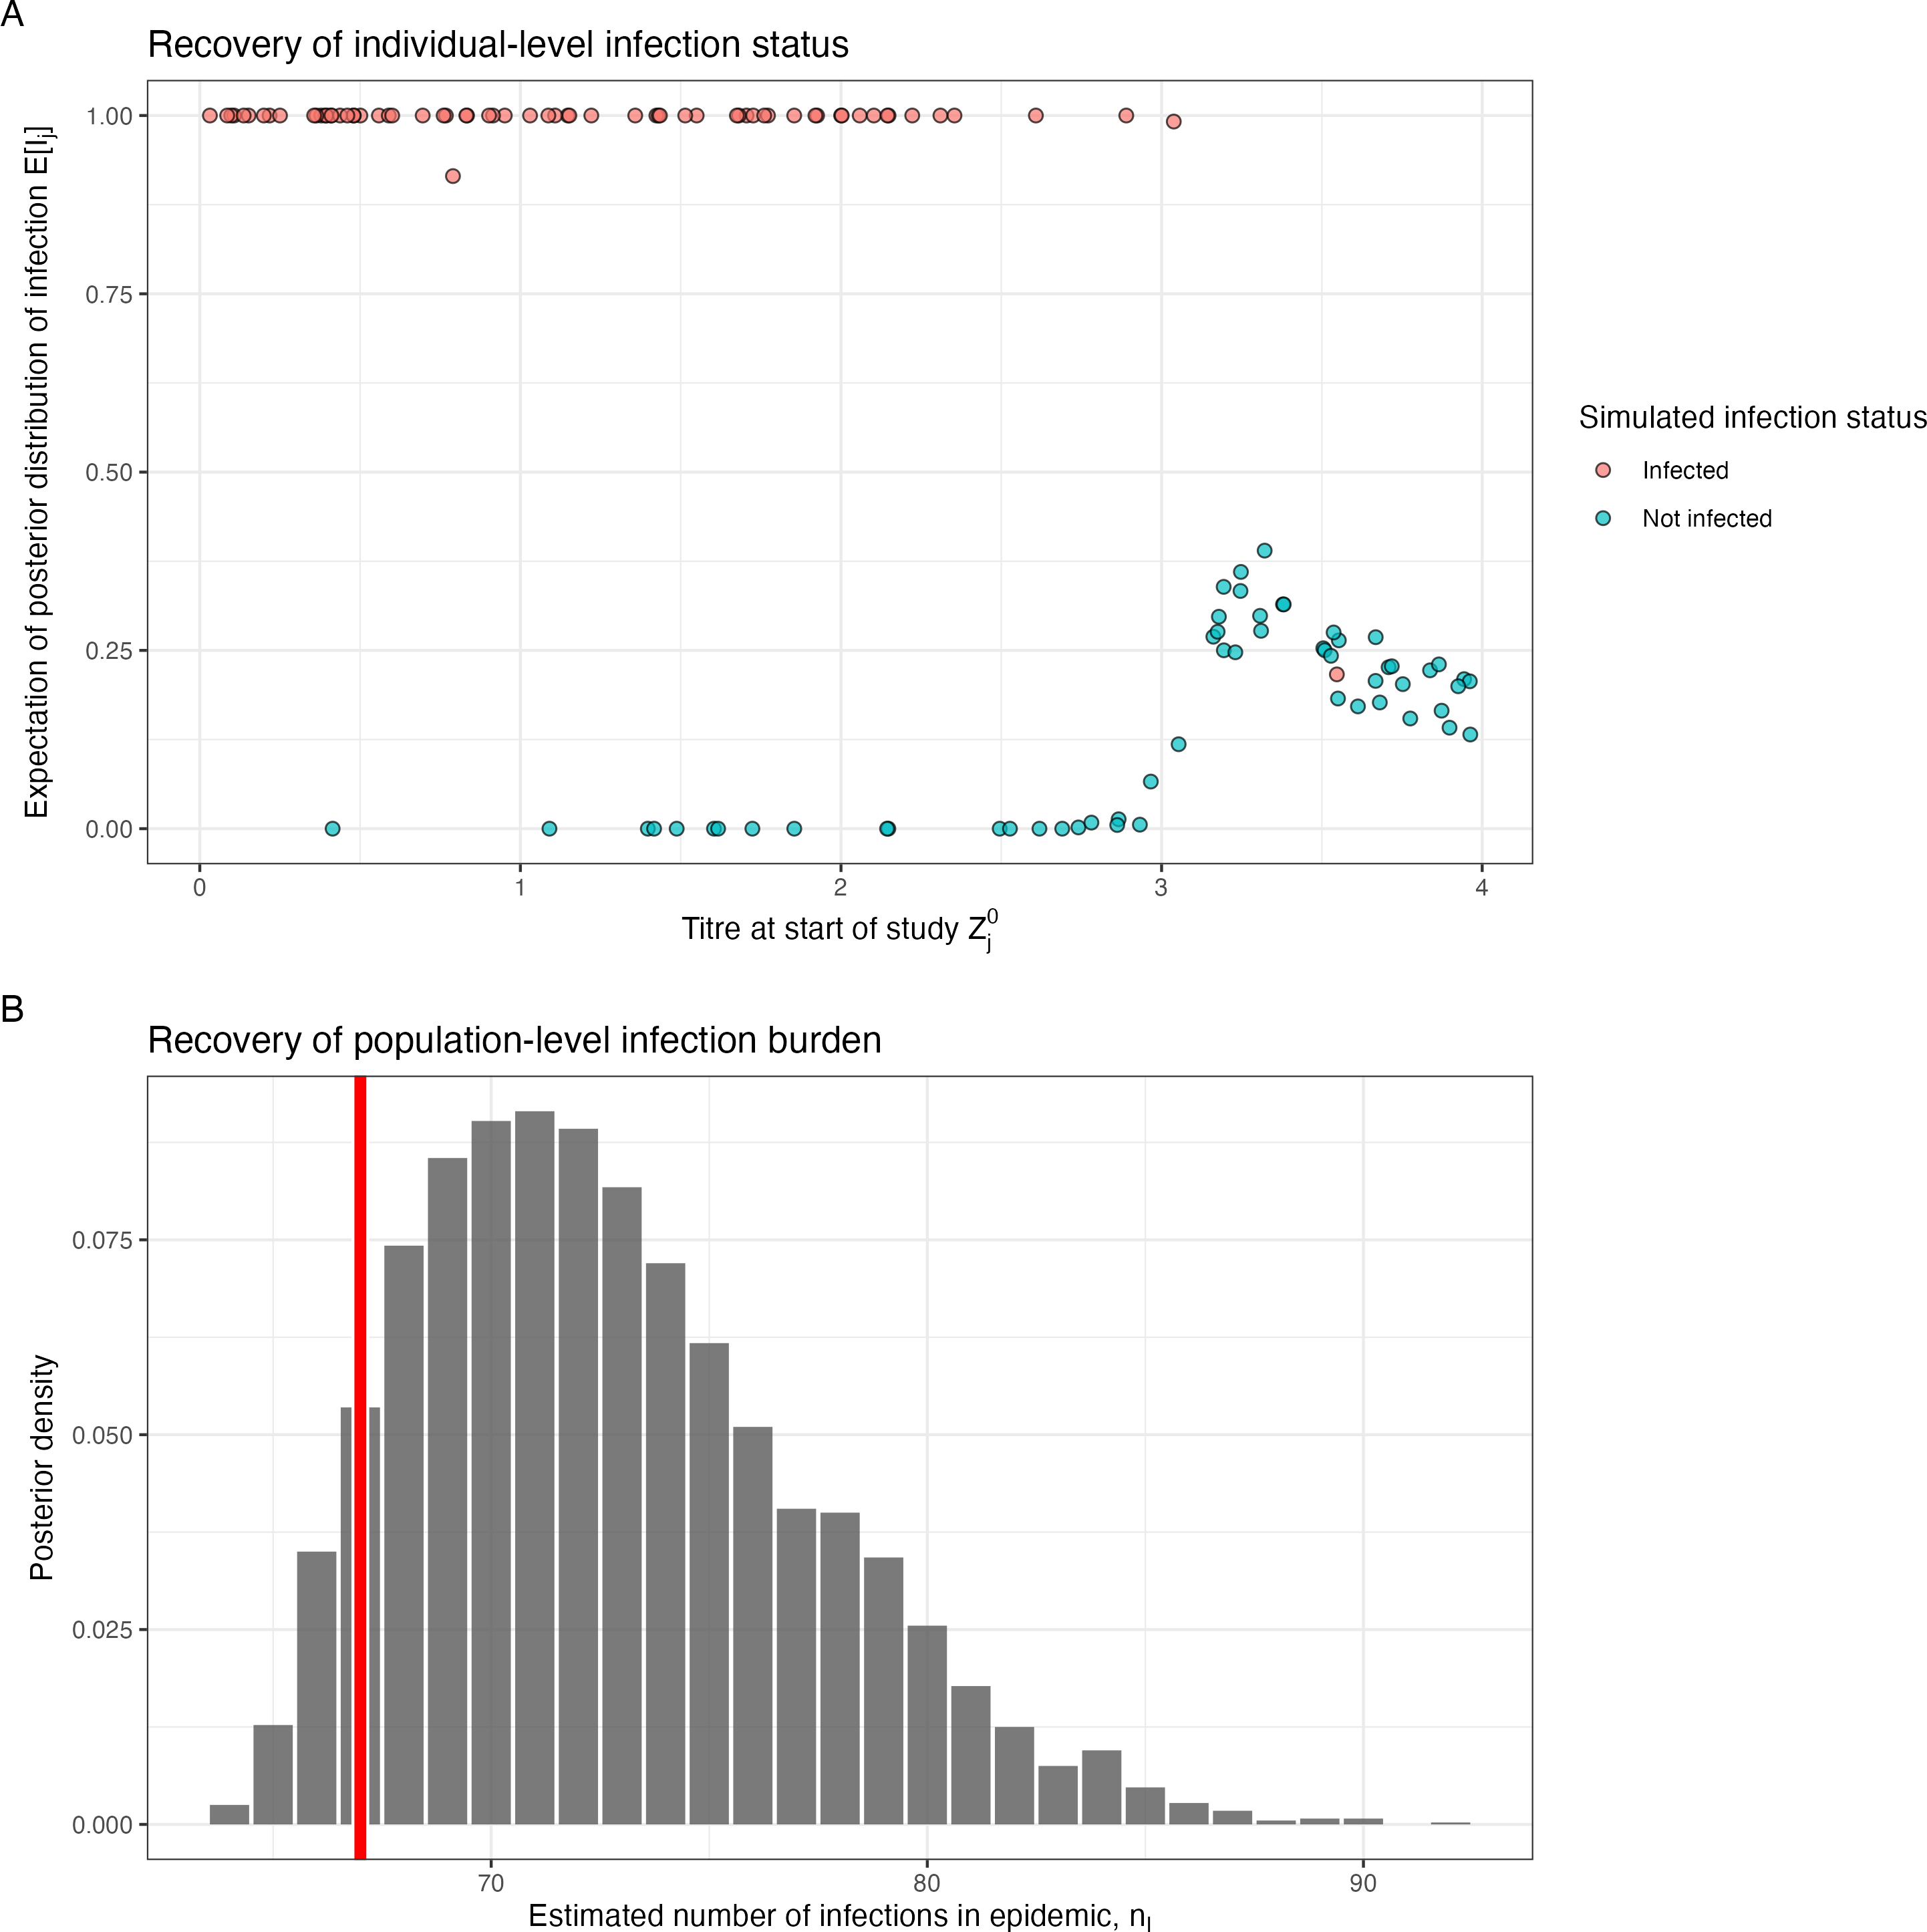 A
Recovery of individual-level infection status
Expectation of posterior distribution of infection E[Ij]
1.00
0.75
0.50
0.25
0.00
0 1 2 3 4
Titre at start of study Z0j
Simulated infection status
Infected
Not infected
B
Recovery of population-level infection burden
Posterior density
0.075
0.050
0.025
0.000
70 80 90
Estimated number of infections in epidemic, nI